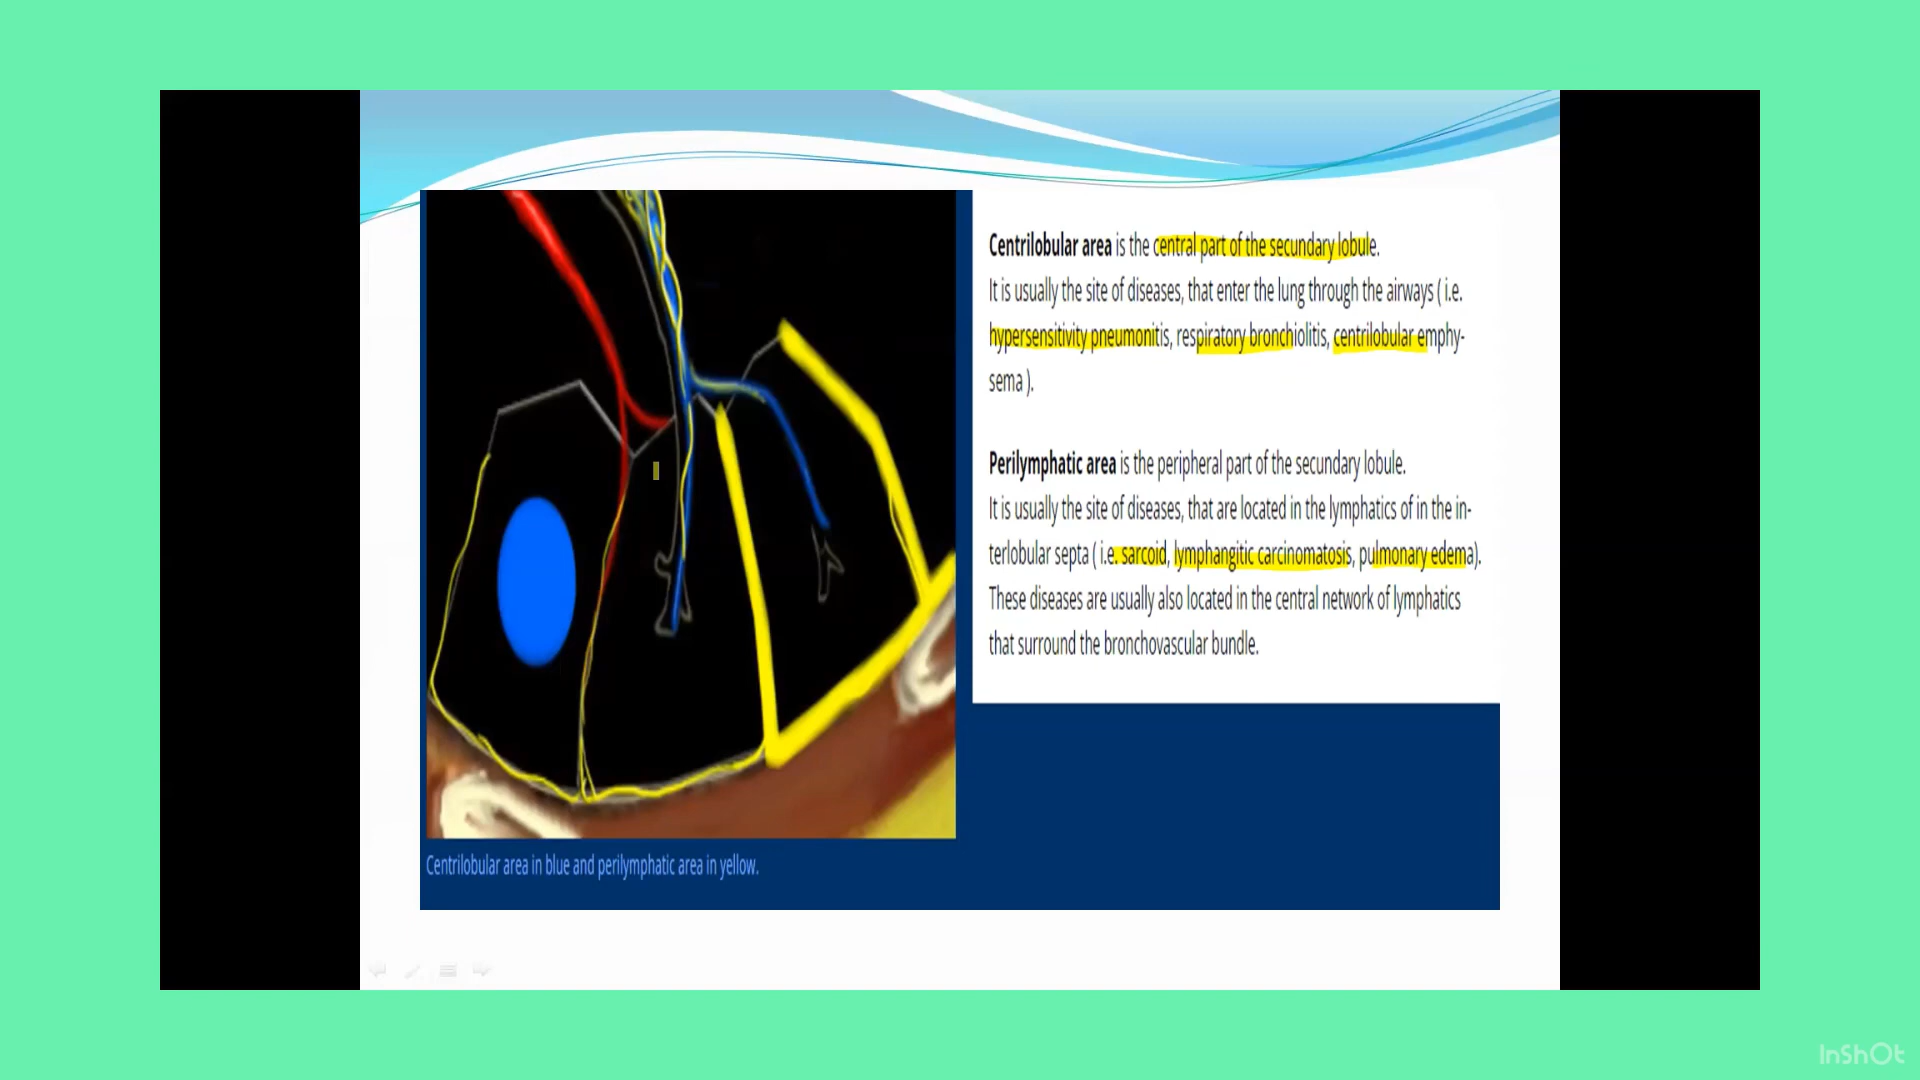 Centrilobular area is the central part of the secundary lobule.
It is usually the site of diseases, that enter the lung through the airways ( i.e.
hypersensitivity pneumonitis, respiratory bronchiolitis, centrilobular emphy-
sema ).
Perilymphatic area is the peripheral part of the secundary lobule.
It is usually the site of diseases, that are located in the lymphatics of in the in-
terlobular septa ( i.e. sarcoid, lymphangitic carcinomatosis, pulmonary edema).
These diseases are usually also located in the central network of lymphatics
that surround the bronchovascular bundle.
Centrilobular area in blue and perilymphatic area in yellow.
InShOt